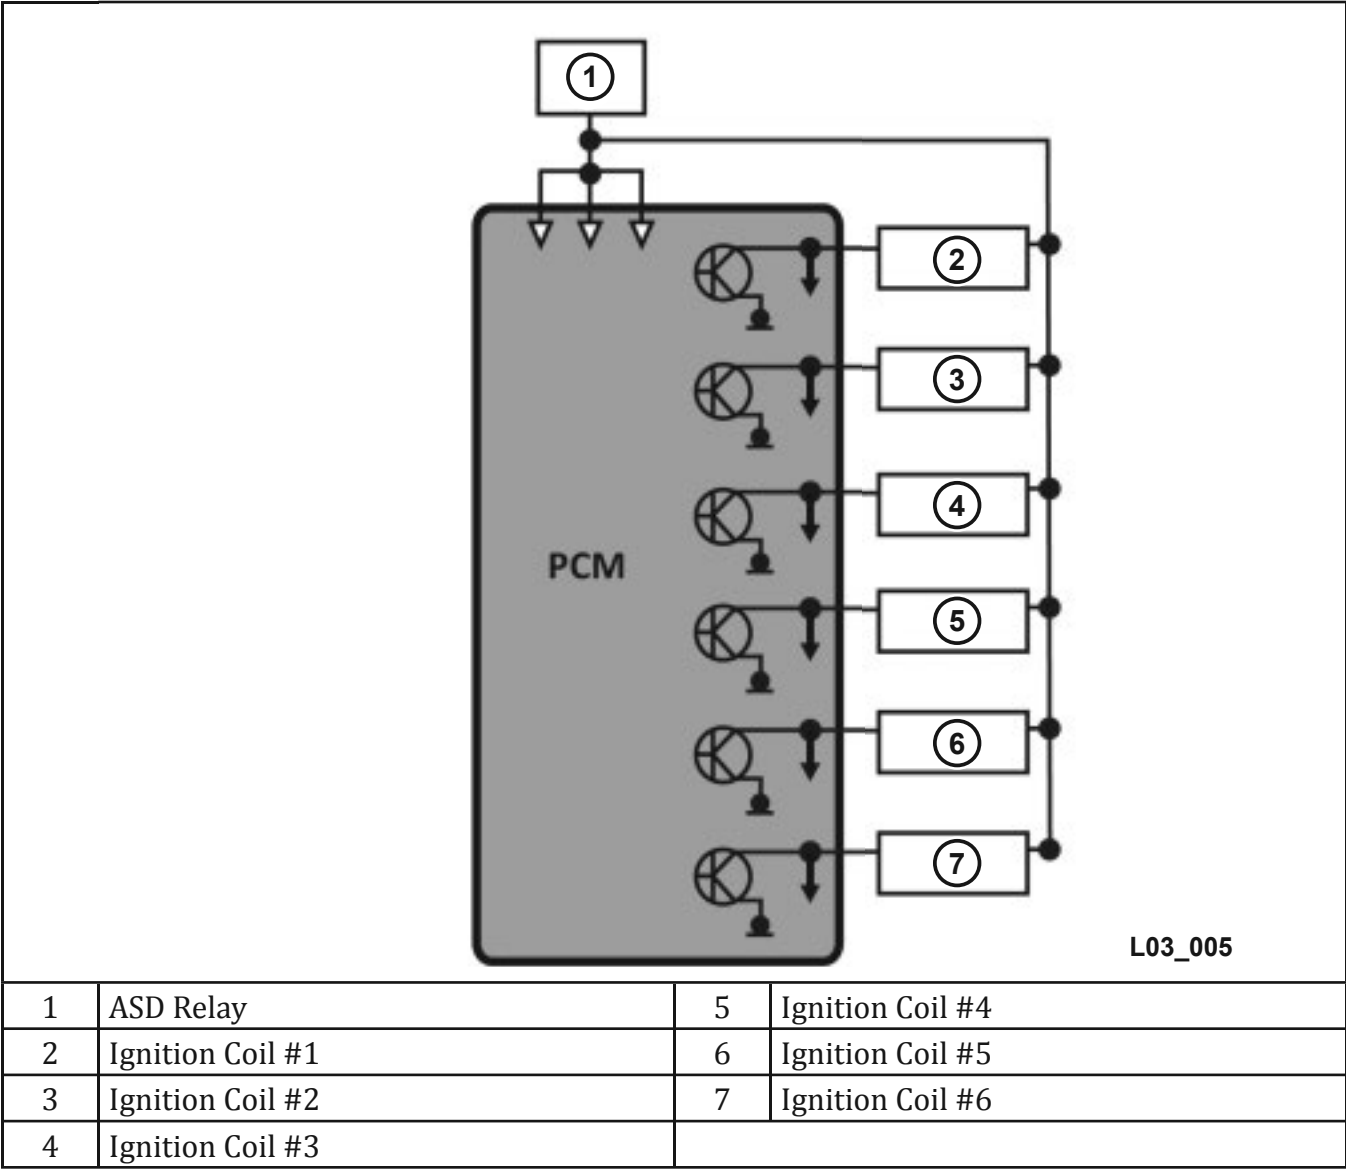 1
2
3
4
PCM
5
6
7
L03_005
1 ASD Relay 5 Ignition Coil #4
2 Ignition Coil #1 6 Ignition Coil #5
3 Ignition Coil #2 7 Ignition Coil #6
4 Ignition Coil #3